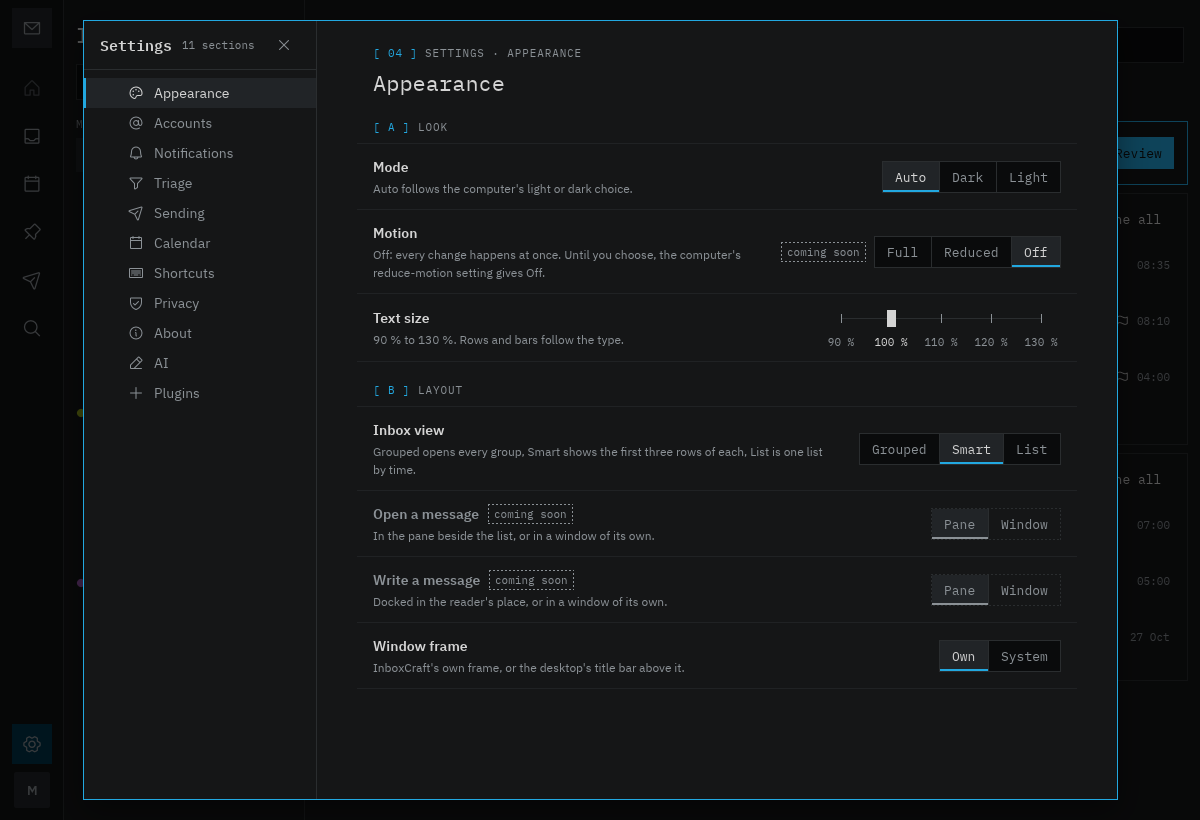 Settings 11 sections
Appearance
Accounts
Notifications
Triage
Sending
Calendar
Shortcuts
Privacy
About
AI
Plugins
M
[ 04 ] SETTINGS · APPEARANCE
Appearance
[ A ] LOOK
Mode
Auto follows the computer's light or dark choice.
Auto Dark Light
Motion
Off: every change happens at once. Until you choose, the computer's
reduce-motion setting gives Off.
coming soon Full Reduced Off
Text size
90 % to 130 %. Rows and bars follow the type.
90 % 100 % 110 % 120 % 130 %
[ B ] LAYOUT
Inbox view
Grouped opens every group, Smart shows the first three rows of each, List is one list
by time.
Grouped Smart List
Open a message coming soon
In the pane beside the list, or in a window of its own.
Pane Window
Write a message coming soon
Docked in the reader's place, or in a window of its own.
Pane Window
Window frame
InboxCraft's own frame, or the desktop's title bar above it.
Own System
Review
all
08:35
08:10
04:00
all
07:00
05:00
27 Oct